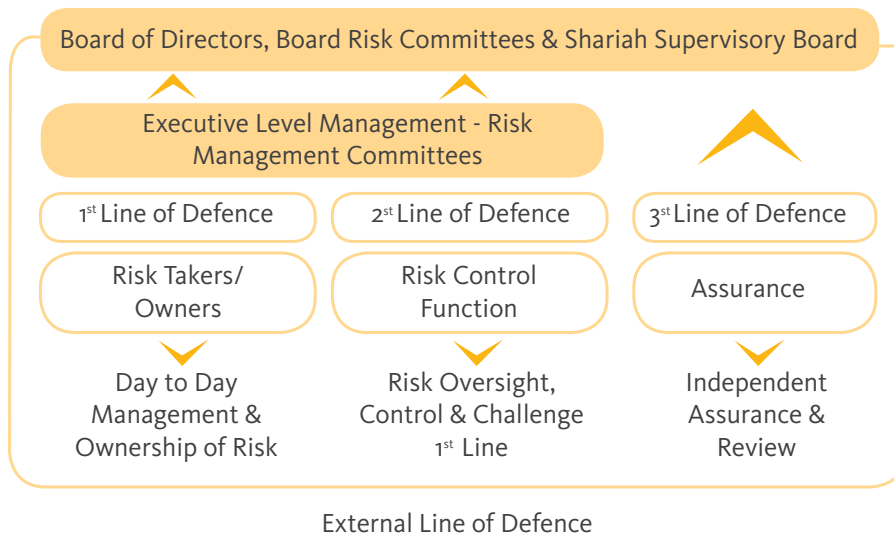 Board of Directors, Board Risk Committees & Shariah Supervisory Board
Executive Level Management - Risk
Management Committees
1st Line of Defence
2st Line of Defence
3st Line of Defence
Risk Takers/
Owners
Risk Control
Function
Assurance
Day to Day
Management &
Ownership of Risk
Risk Oversight,
Control & Challenge
1st Line
Independent
Assurance &
Review
External Line of Defence